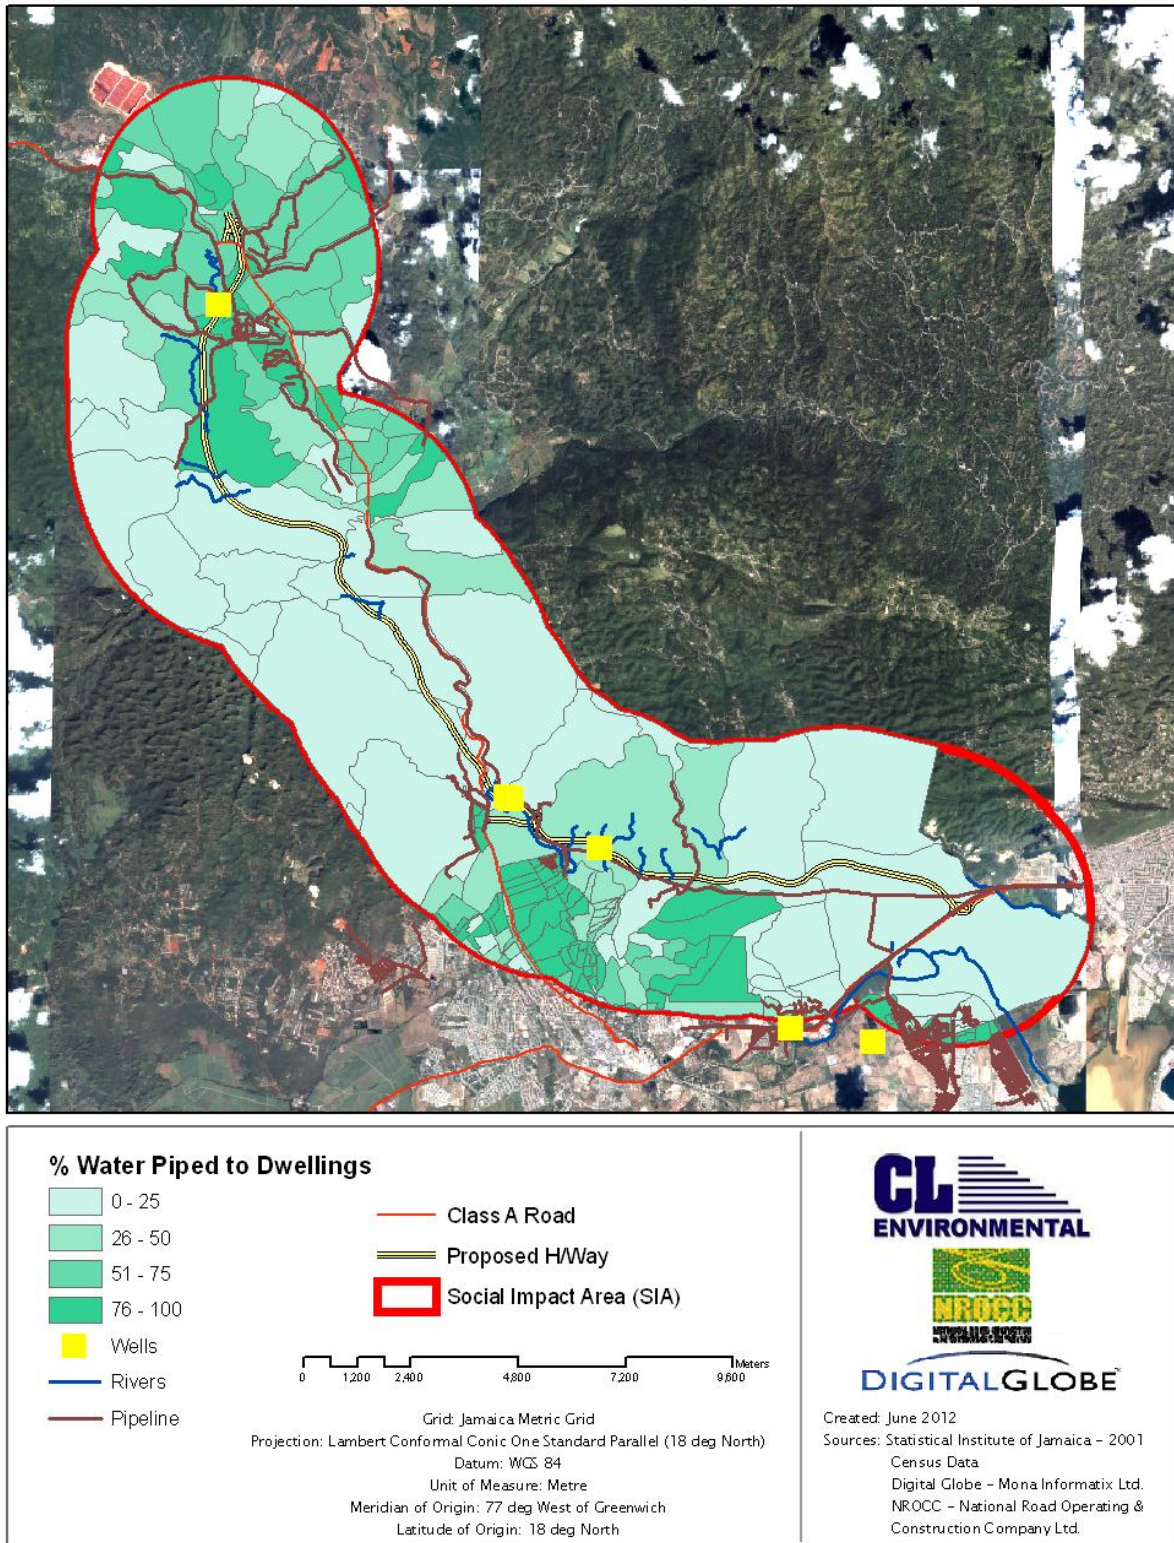 % Water Piped to Dwellings
0 - 25
26 - 50
51 - 75
76 - 100
Wells
Rivers
Pipeline
Class A Road
Proposed H/Way
Social Impact Area (SIA)
Meters
0 1,200 2,400 4,800 7,200 9,600
Grid: Jamaica Metric Grid
Projection: Lambert Conformal Conic One Standard Parallel (18 deg North)
Datum: WGS 84
Unit of Measure: Metre
Meridian of Origin: 77 deg West of Greenwich
Latitude of Origin: 18 deg North
CL
ENVIRONMENTAL
NROCC
DIGITALGLOBE
Created: June 2012
Sources: Statistical Institute of Jamaica - 2001
Census Data
Digital Globe - Mona Informatix Ltd.
NROCC - National Road Operating &
Construction Company Ltd.